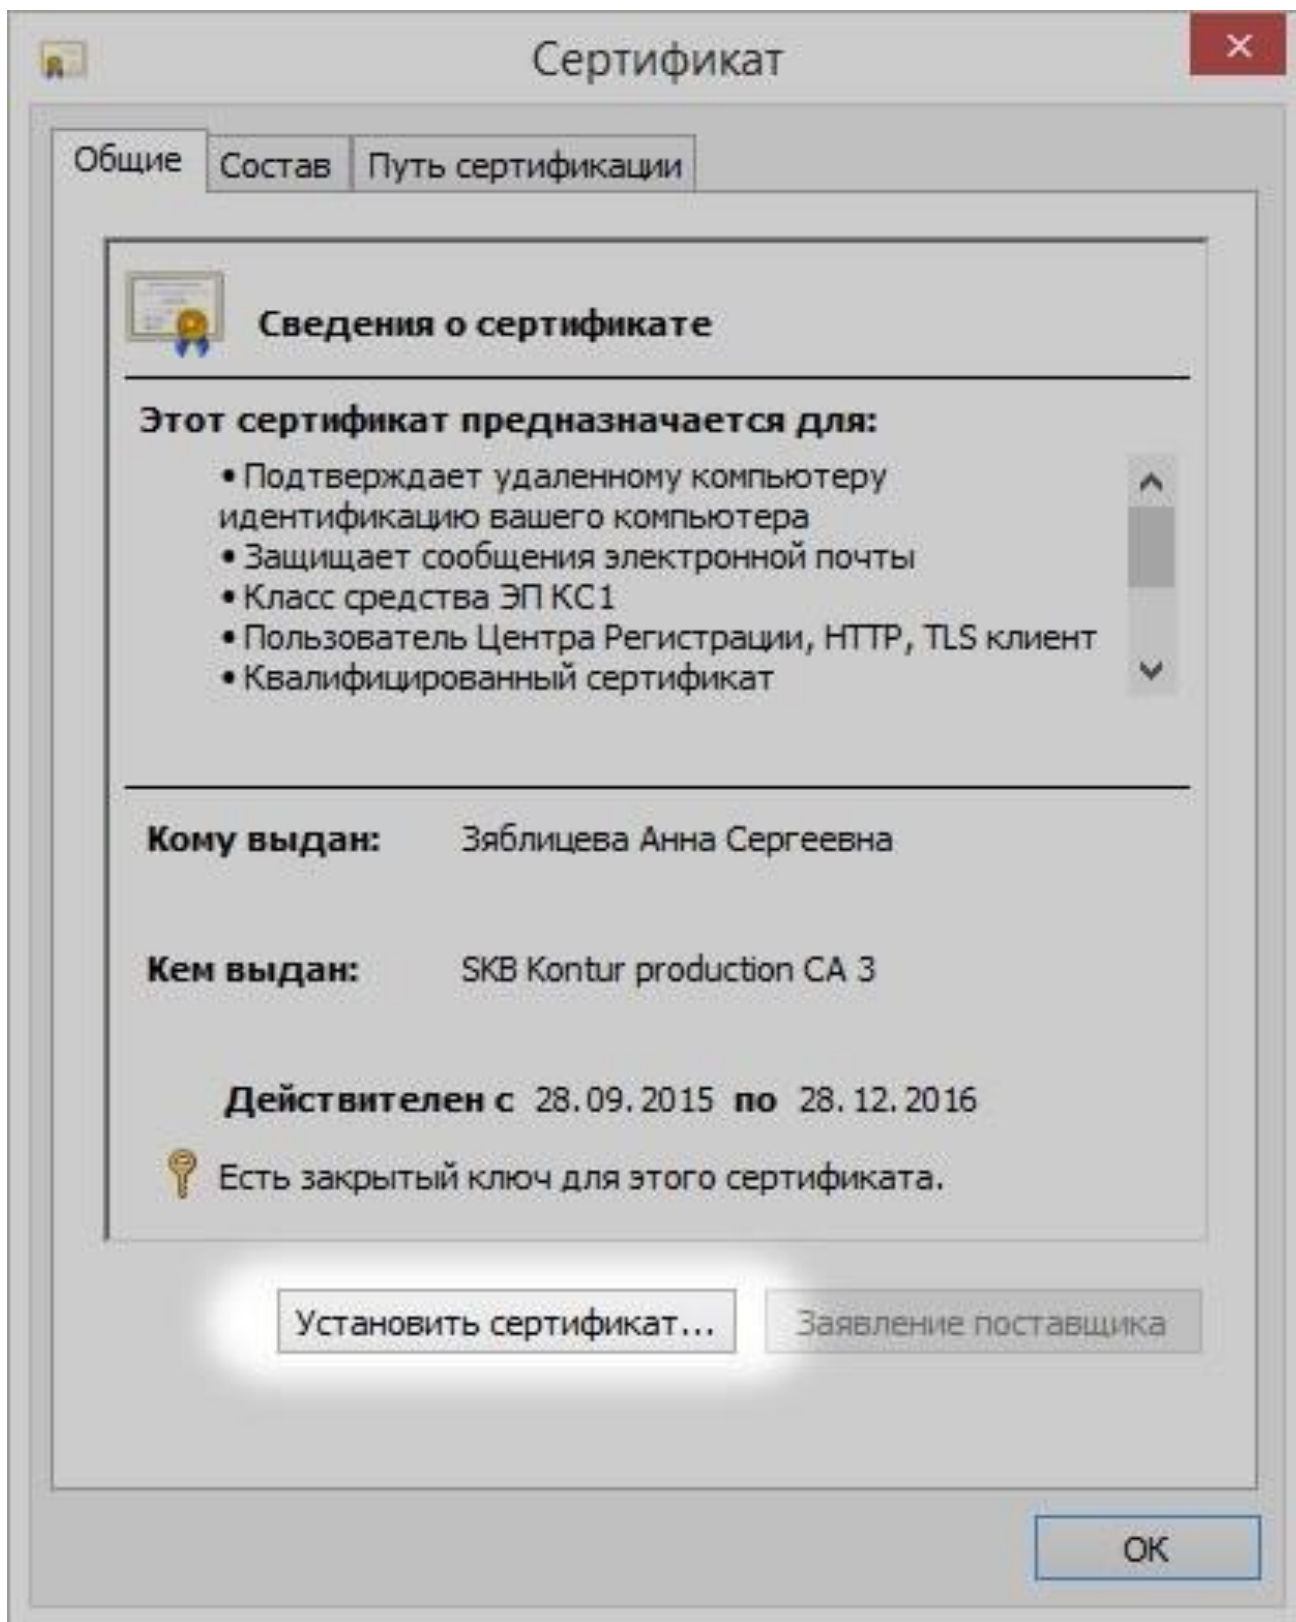 Сертификат
Общие Состав Путь сертификации
Сведения о сертификате
Этот сертификат предназначается для:
• Подтверждает удаленному компьютеру
идентификацию вашего компьютера
• Защищает сообщения электронной почты
• Класс средства ЭП КС1
• Пользователь Центра Регистрации, HTTP, TLS клиент
• Квалифицированный сертификат
Кому выдан: Зяблицева Анна Сергеевна
Кем выдан: SKB Kontur production CA 3
Действителен с 28.09.2015 по 28.12.2016
Есть закрытый ключ для этого сертификата.
Установить сертификат... Заявление поставщика
ОК